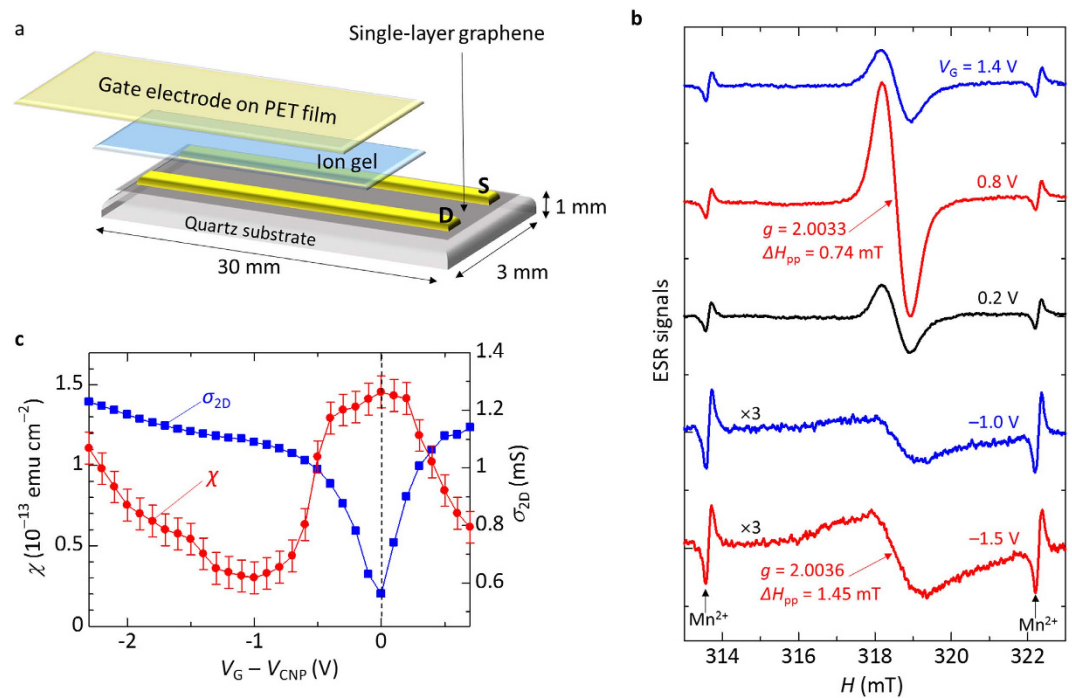 a
Single-layer graphene
Gate electrode on PET film
Ion gel
S
D
Quartz substrate
1 mm
30 mm
3 mm
b
V_G = 1.4 V
0.8 V
g = 2.0033
ΔH_pp = 0.74 mT
0.2 V
×3
−1.0 V
×3
−1.5 V
g = 2.0036
ΔH_pp = 1.45 mT
Mn²⁺
Mn²⁺
ESR signals
314 316 318 320 322
H (mT)
c
1.5
1
0.5
0
χ (10⁻¹³ emu cm⁻²)
σ_2D
χ
1.4
1.2
1
0.8
0.6
σ_2D (mS)
-2 -1 0
V_G − V_CNP (V)